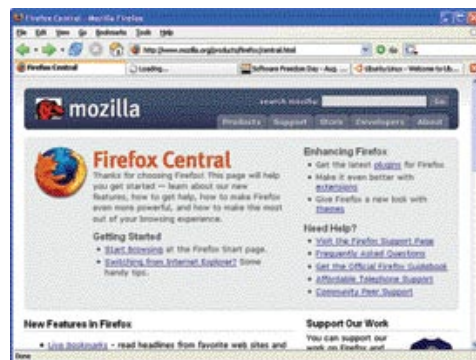 Firefox Central - Mozilla Firefox
File Edit View Go Bookmarks Tools Help
http://www.mozilla.org/products/firefox/central.html
Firefox Central
Loading...
Software Freedom Day - Aug. ...
Ubuntu Linux - Welcome to Ub...
mozilla
search mozilla: Go
Products Support Store Developers About
Firefox Central
Thanks for choosing Firefox! This page will help
you get started — learn about our new
features, how to get help, how to make Firefox
even more powerful, and how to make the most
out of your browsing experience.
Getting Started
Start Browsing at the Firefox Start page.
Switching from Internet Explorer? Some
handy tips.
Enhancing Firefox
Get the latest plugins for Firefox.
Make it even better with
extensions
Give Firefox a new look with
themes
Need Help?
Visit the Firefox Support Page
Frequently Asked Questions
Get the Official Firefox Guidebook
Affordable Telephone Support
Community Peer Support
New Features in Firefox
Live Bookmarks - read headlines from favorite web sites and
Support Our Work
You can support our
work on Firefox and
Done